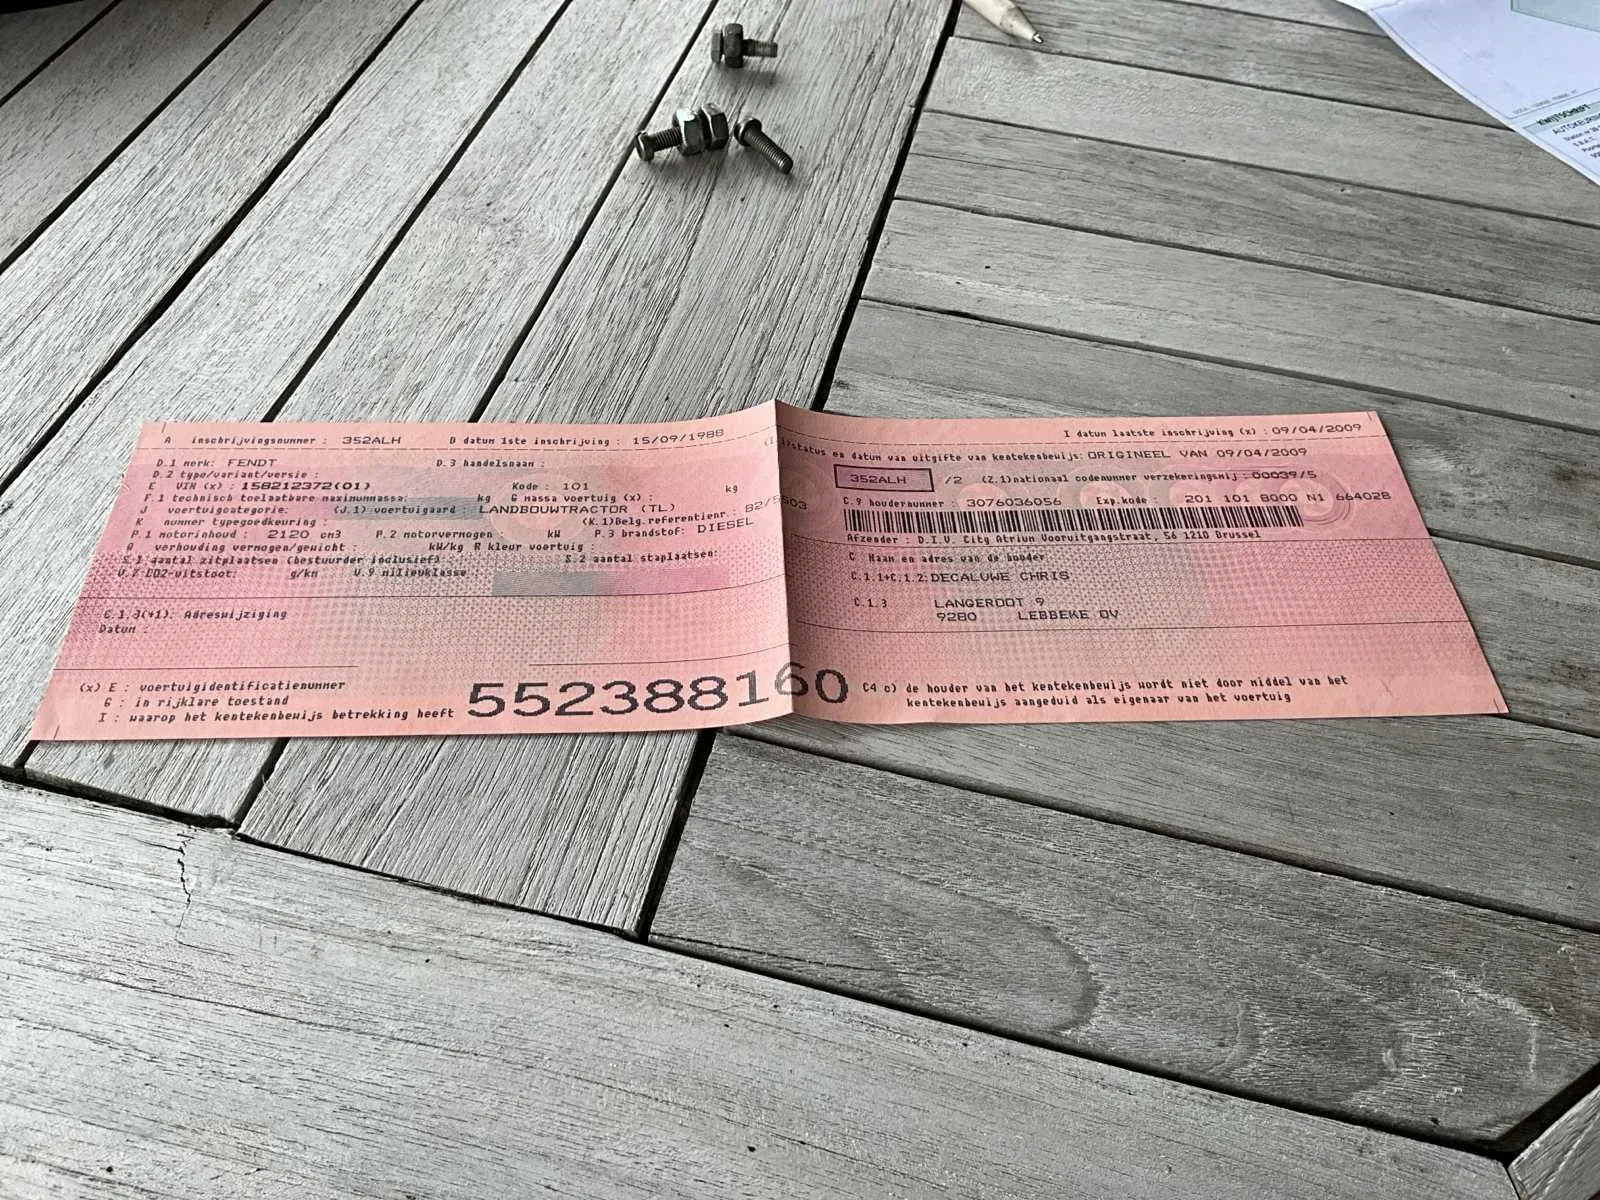 A inschrijvingsnummer : 352ALH B datum 1ste inschrijving : 15/09/1988
D.1 merk: FENDT D.3 handelsnaam :
D.2 type/variant/versie :
E VIN (x) : 158212372(01) Kode : 101 kg
F.1 technisch toelaatbare maximummassa: kg G massa voertuig (x) :
J voertuigcategorie: (J.1) voertuigaard : LANDBOUWTRACTOR (TL)
K nummer typegoedkeuring : (K.1)Belg.referentienr.: B2/5503
P.1 motorinhoud : 2120 cm3 P.2 motorvermogen : kW P.3 brandstof: DIESEL
Q verhouding vermogen/gewicht : kW/kg R kleur voertuig :
S.1 aantal zitplaatsen (bestuurder inclusief) S.2 aantal staplaatsen:
V.7 CO2-uitstoot: g/km V.9 milieuklasse
C.1.3(+1). Adreswijziging
Datum :
(x) E : voertuigidentificatienummer
G : in rijklare toestand
I : waarop het kentekenbewijs betrekking heeft
5523881660
I datum laatste inschrijving (x) : 09/04/2009
status en datum van uitgifte van kentekenbewijs: ORIGINEEL VAN 09/04/2009
352ALH /2 (Z.1)nationaal codenummer verzekeringsmij : 00039/5
C.9 houdernummer : 3076036056 Exp.kode : 201 101 8000 N1 664028
Afzender : D.I.V. City Atrium Vooruitgangstraat, 56 1210 Brussel
C Naam en adres van de houder
C.1.1+C.1.2: DECALUWE CHRIS
C.1.3 LANGEROOT 9
9280 LEBBEKE OV
C4 c) de houder van het kentekenbewijs wordt niet door middel van het
kentekenbewijs aangeduid als eigenaar van het voertuig
KWIJTSCHRIFT